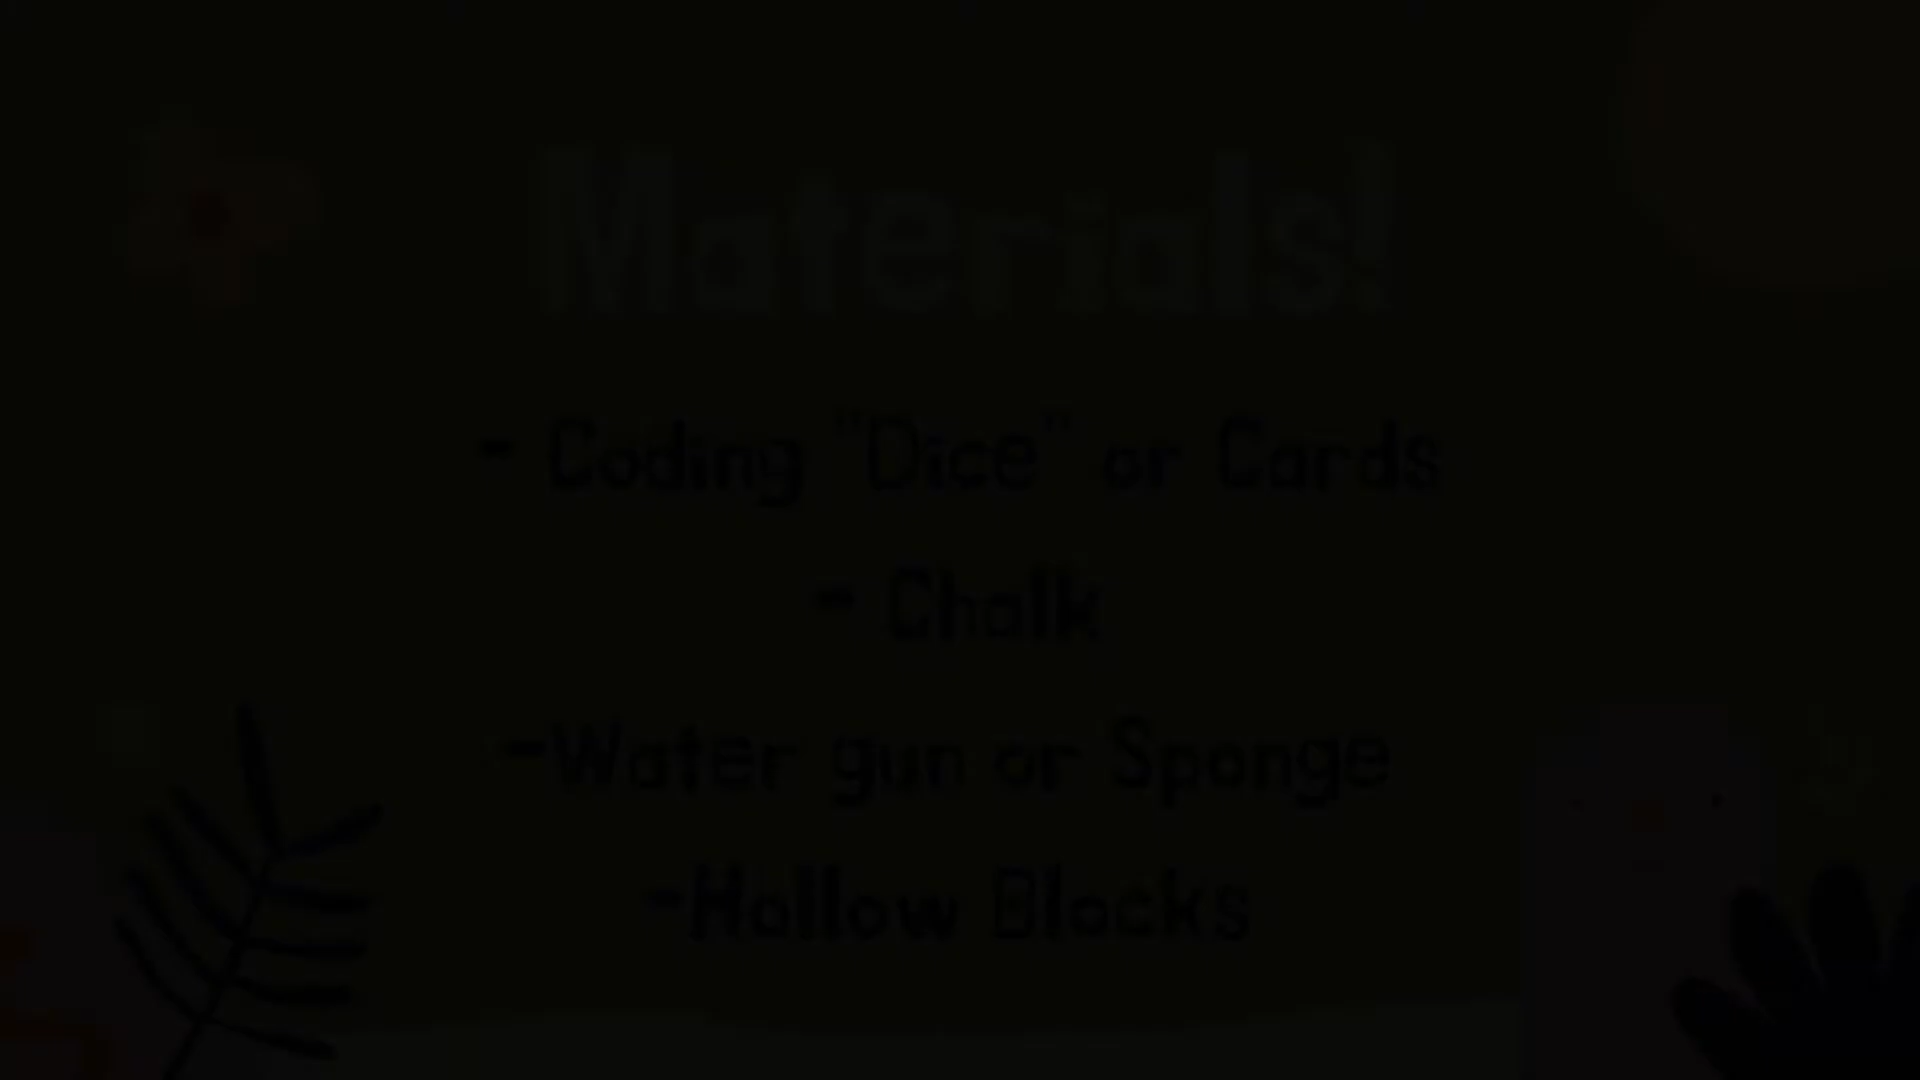 Materials!
- Coding "Dice" or Cards
- Chalk
-Water gun or Sponge
-Hollow Blocks